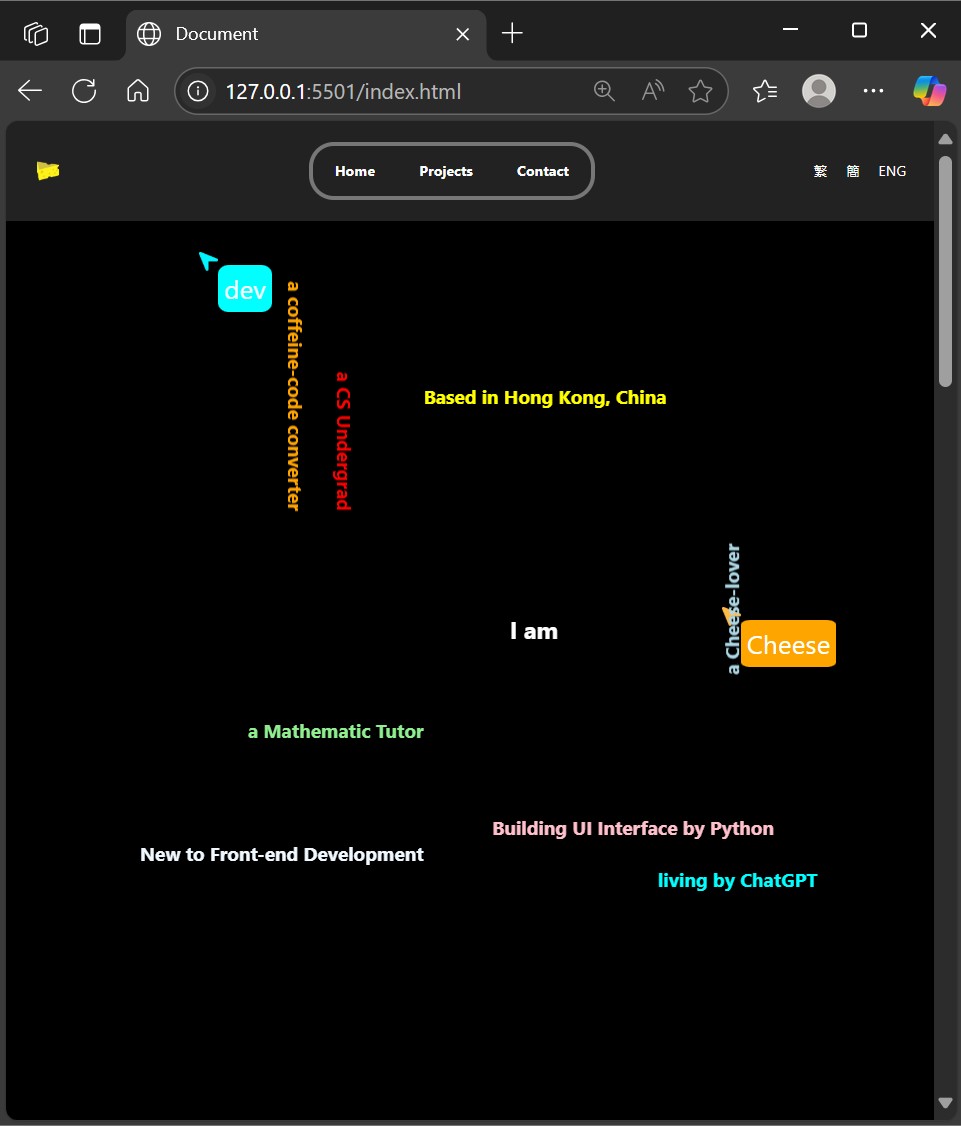 Document
127.0.0.1:5501/index.html
Home Projects Contact
繁 簡 ENG
dev
a coffeine-code converter
a CS Undergrad
Based in Hong Kong, China
a Cheese-lover
I am
Cheese
a Mathematic Tutor
Building UI Interface by Python
New to Front-end Development
living by ChatGPT